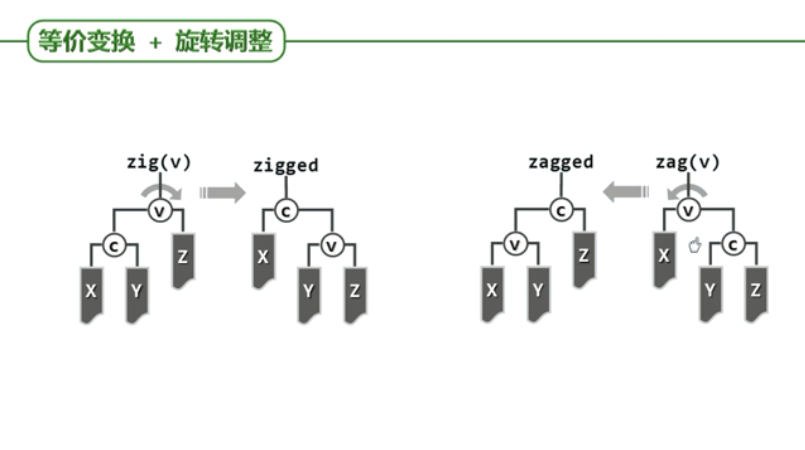 等价变换 + 旋转调整
zig(v) zigged zagged zag(v)
v c c v
c Z X v v Z X c
X Y Y Z X Y Y Z